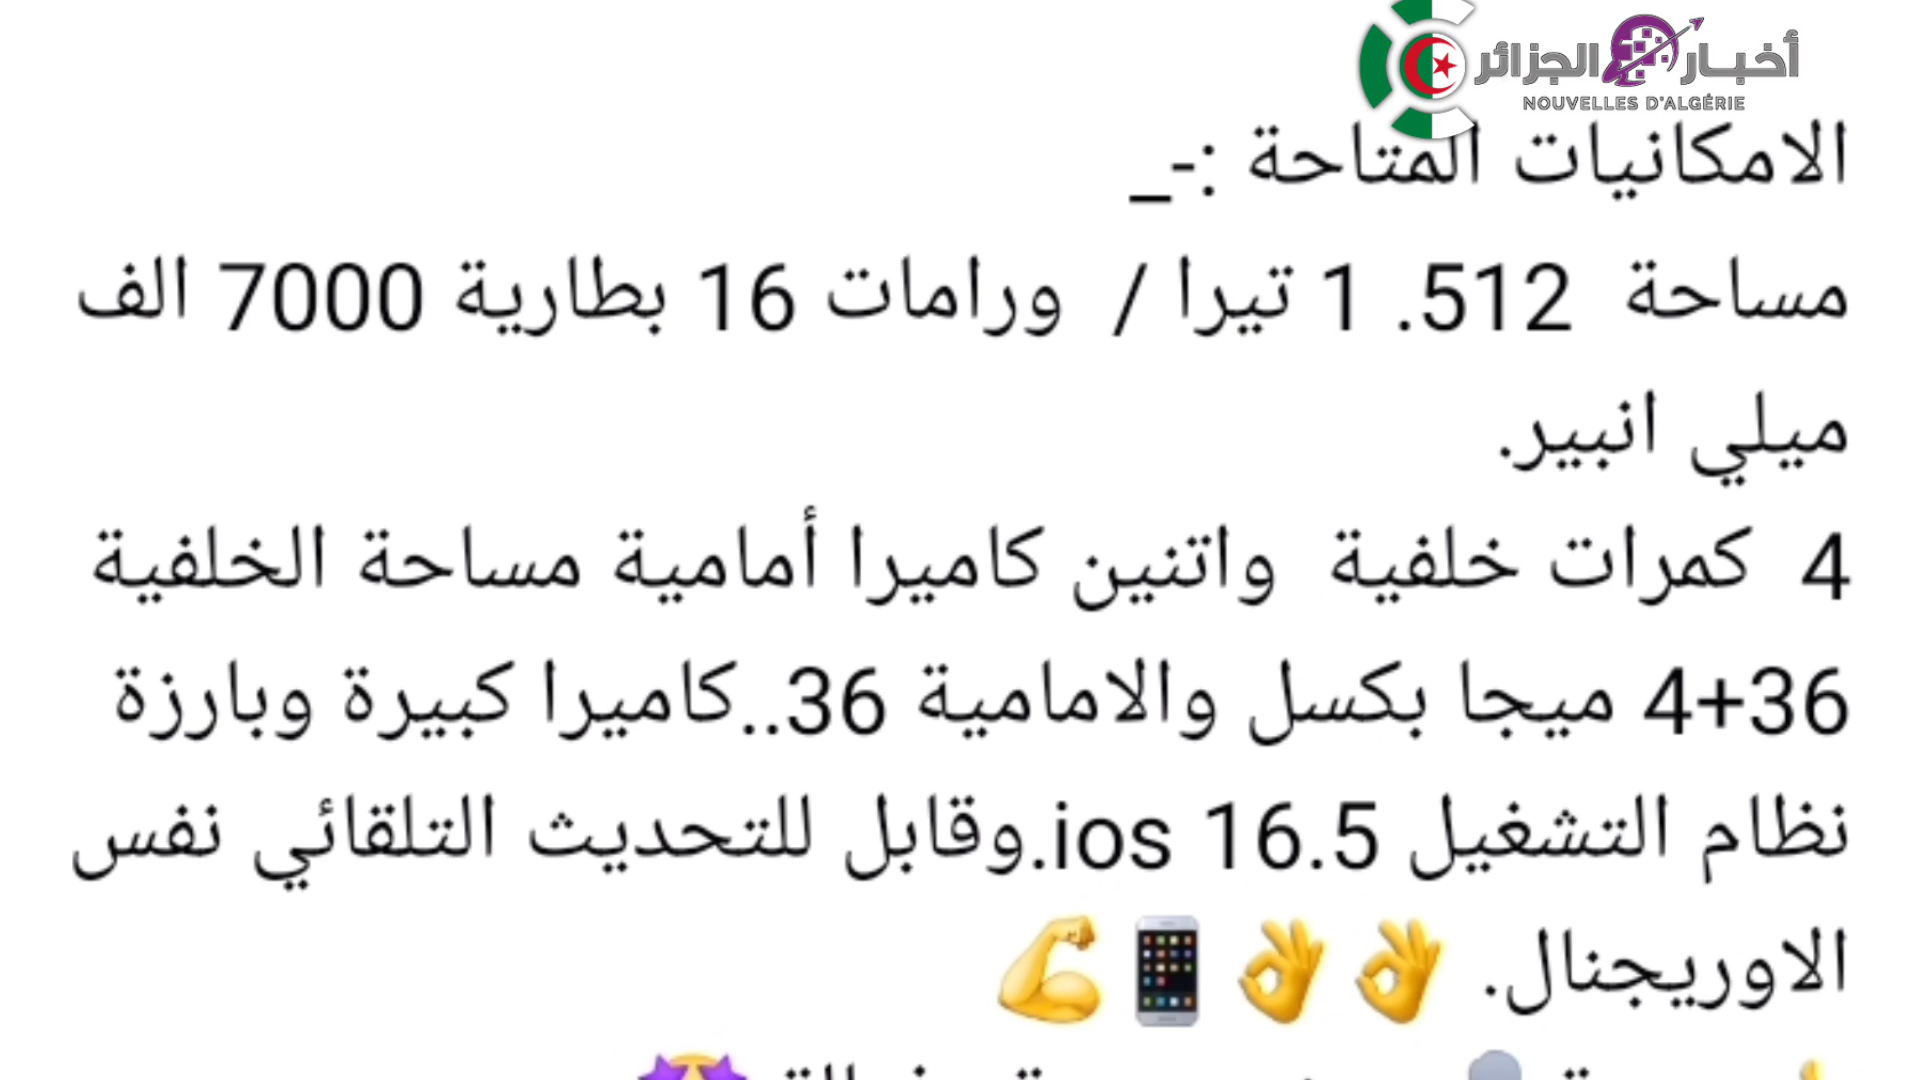 أخبار الجزائر
NOUVELLES D'ALGÉRIE
الامكانيات المتاحة :-_
مساحة 512. 1 تيرا / ورامات 16 بطارية 7000 الف
ميلي انبير.
4 كمرات خلفية واتنين كاميرا أمامية مساحة الخلفية
36+4 ميجا بكسل والامامية 36..كاميرا كبيرة وبارزة
نظام التشغيل ios 16.5.وقابل للتحديث التلقائي نفس
الاوريجنال. 👌👌📱💪